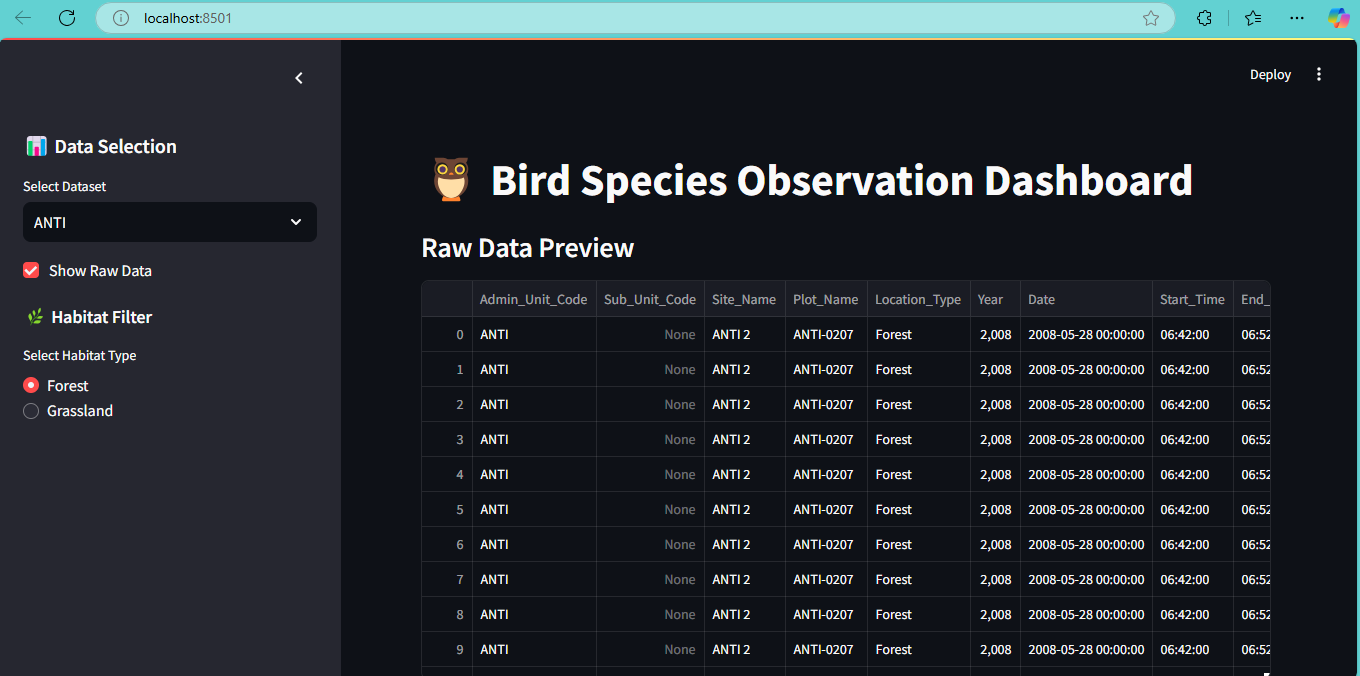 localhost:8501
Deploy
Data Selection
Select Dataset
ANTI
Show Raw Data
Habitat Filter
Select Habitat Type
Forest
Grassland
Bird Species Observation Dashboard
Raw Data Preview
Admin_Unit_Code Sub_Unit_Code Site_Name Plot_Name Location_Type Year Date Start_Time End_
0 ANTI None ANTI 2 ANTI-0207 Forest 2,008 2008-05-28 00:00:00 06:42:00 06:52
1 ANTI None ANTI 2 ANTI-0207 Forest 2,008 2008-05-28 00:00:00 06:42:00 06:52
2 ANTI None ANTI 2 ANTI-0207 Forest 2,008 2008-05-28 00:00:00 06:42:00 06:52
3 ANTI None ANTI 2 ANTI-0207 Forest 2,008 2008-05-28 00:00:00 06:42:00 06:52
4 ANTI None ANTI 2 ANTI-0207 Forest 2,008 2008-05-28 00:00:00 06:42:00 06:52
5 ANTI None ANTI 2 ANTI-0207 Forest 2,008 2008-05-28 00:00:00 06:42:00 06:52
6 ANTI None ANTI 2 ANTI-0207 Forest 2,008 2008-05-28 00:00:00 06:42:00 06:52
7 ANTI None ANTI 2 ANTI-0207 Forest 2,008 2008-05-28 00:00:00 06:42:00 06:52
8 ANTI None ANTI 2 ANTI-0207 Forest 2,008 2008-05-28 00:00:00 06:42:00 06:52
9 ANTI None ANTI 2 ANTI-0207 Forest 2,008 2008-05-28 00:00:00 06:42:00 06:52